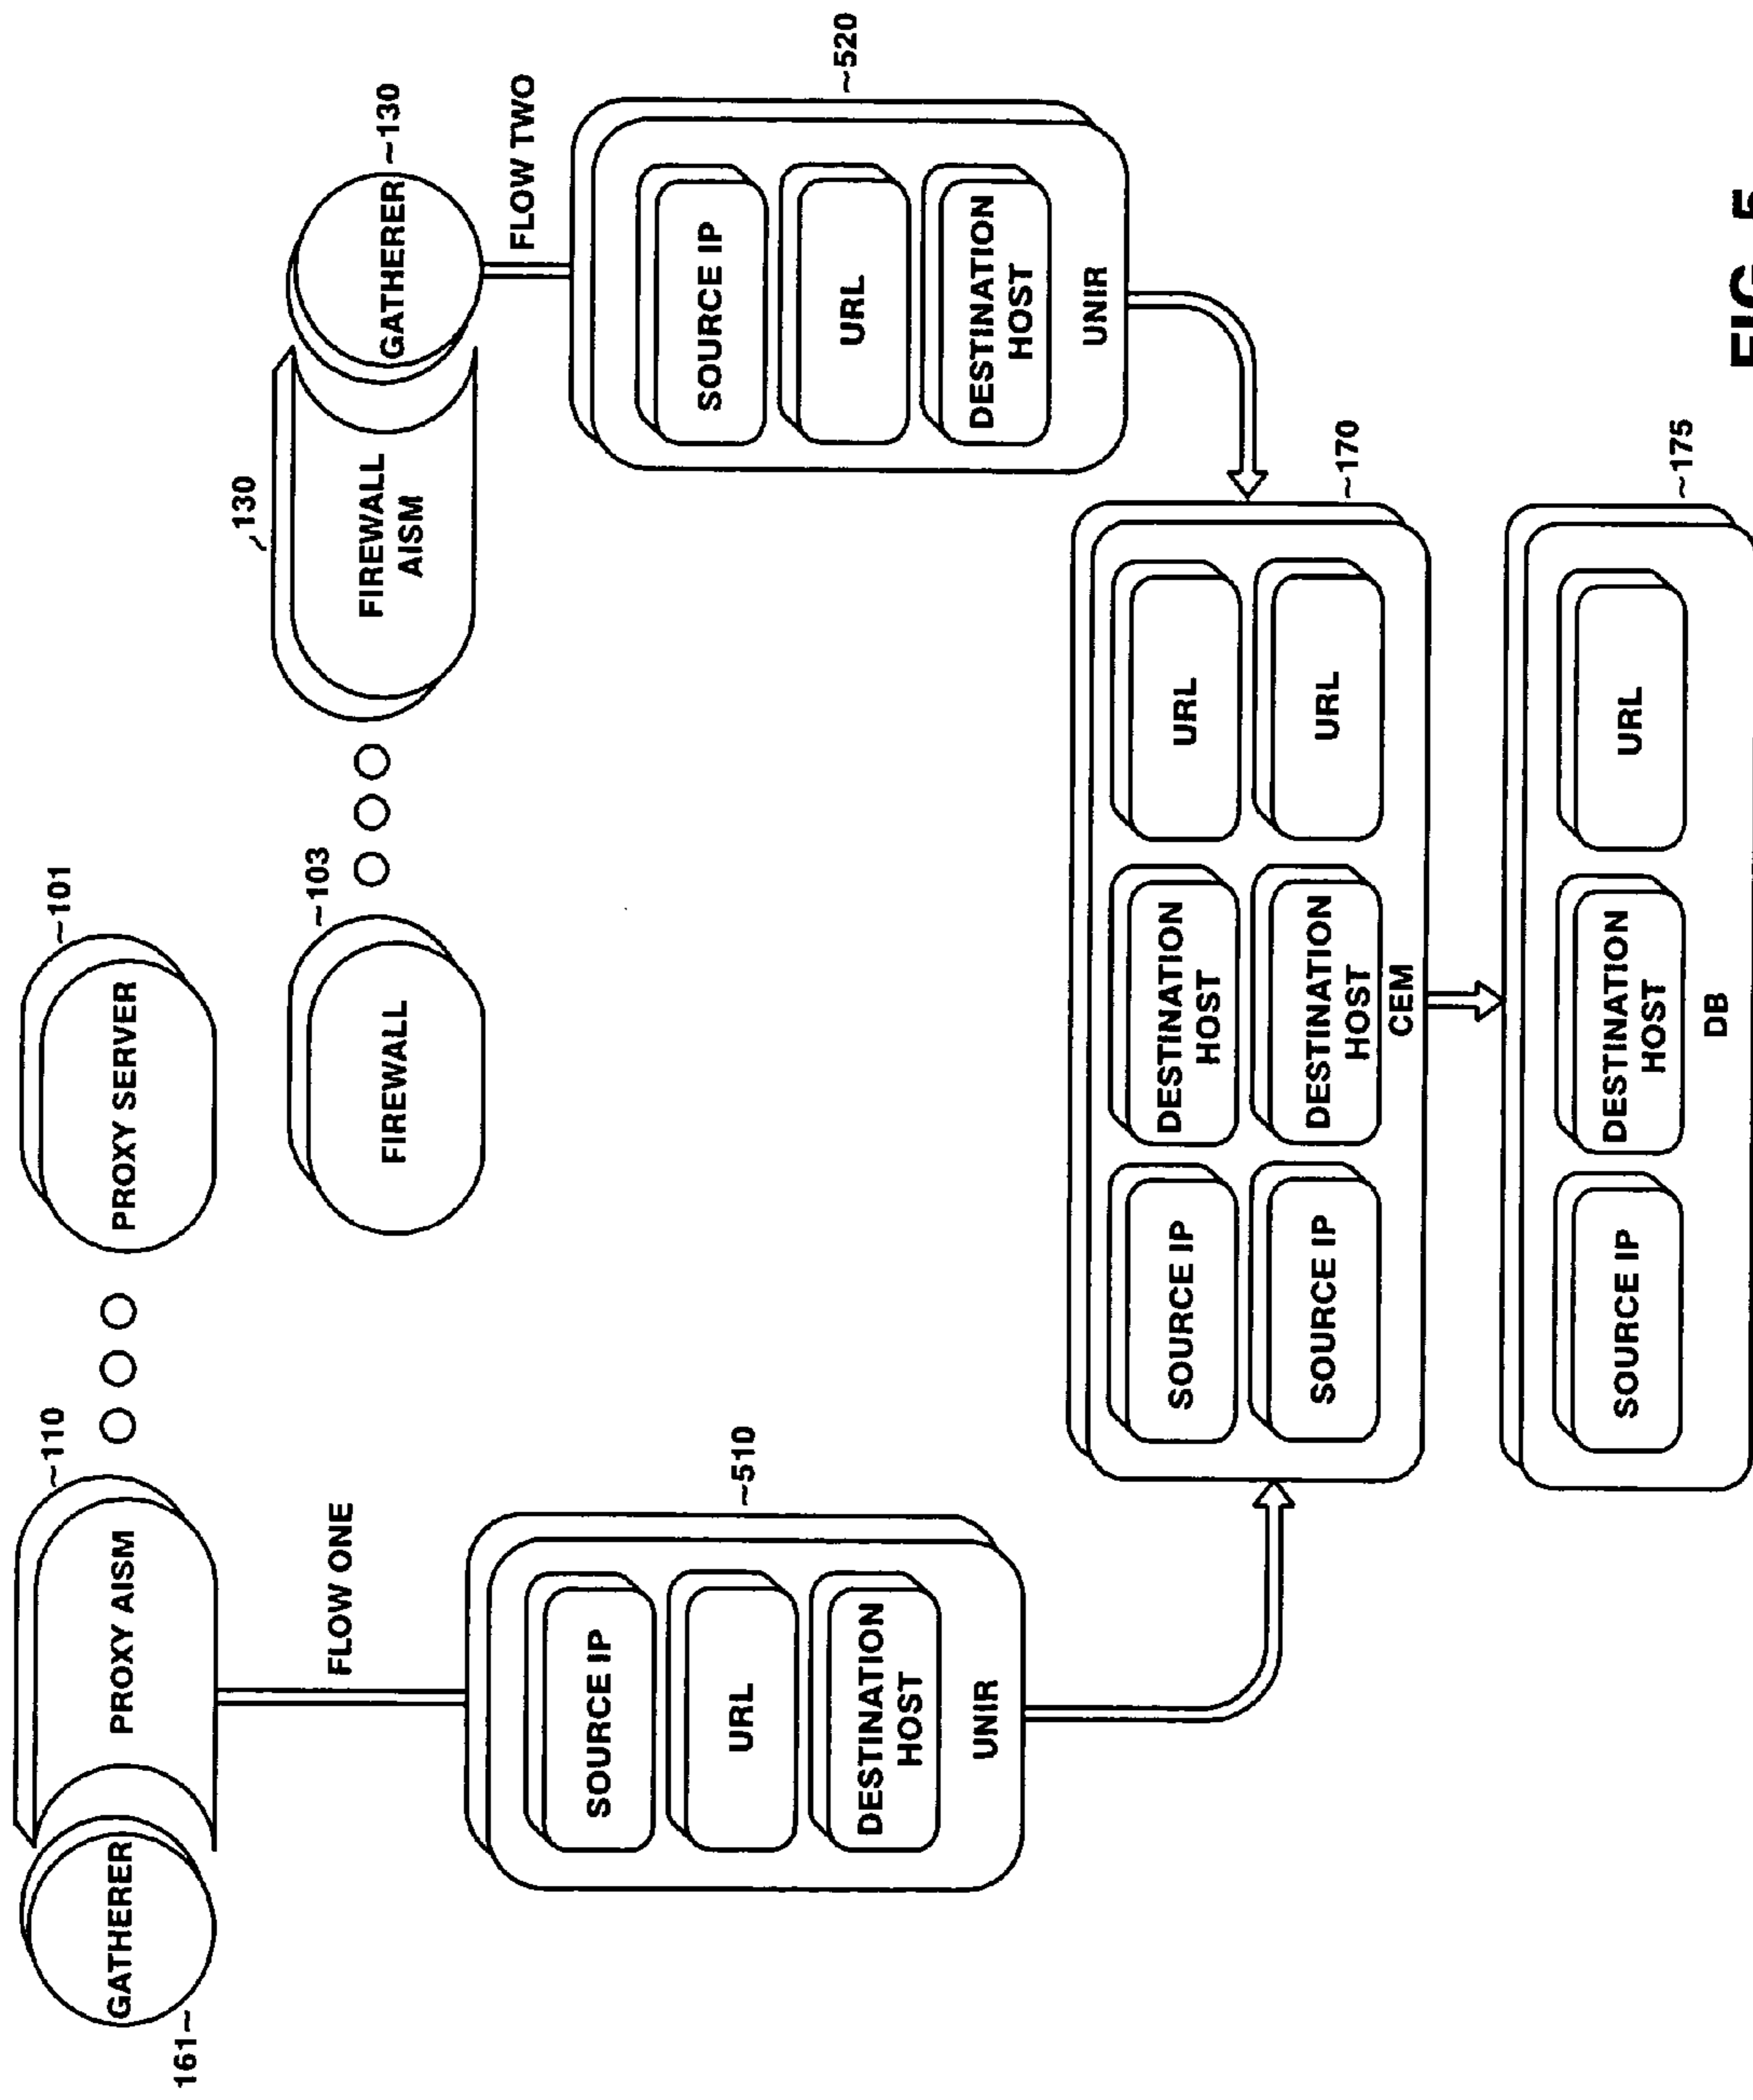 161~
GATHERER
PROXY AISM
~110
PROXY SERVER
~101
FIREWALL
~103
FIREWALL
AISM
~130
GATHERER
~130
FLOW ONE
FLOW TWO
SOURCE IP
URL
DESTINATION
HOST
UNIR
~510
SOURCE IP
URL
DESTINATION
HOST
UNIR
~520
SOURCE IP
DESTINATION
HOST
URL
SOURCE IP
DESTINATION
HOST
URL
CEM
~170
SOURCE IP
DESTINATION
HOST
URL
DB
~175
FIG. 5